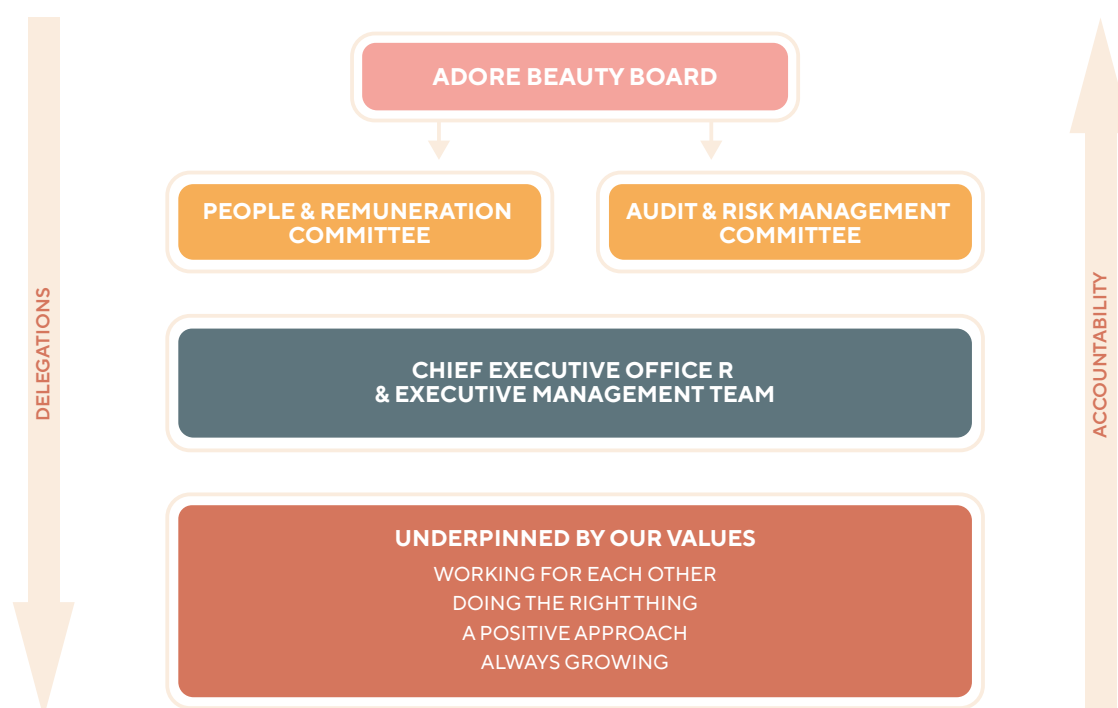 ADORE BEAUTY BOARD
PEOPLE & REMUNERATION
COMMITTEE
AUDIT & RISK MANAGEMENT
COMMITTEE
DELEGATIONS
ACCOUNTABILITY
CHIEF EXECUTIVE OFFICE R
& EXECUTIVE MANAGEMENT TEAM
UNDERPINNED BY OUR VALUES
WORKING FOR EACH OTHER
DOING THE RIGHT THING
A POSITIVE APPROACH
ALWAYS GROWING